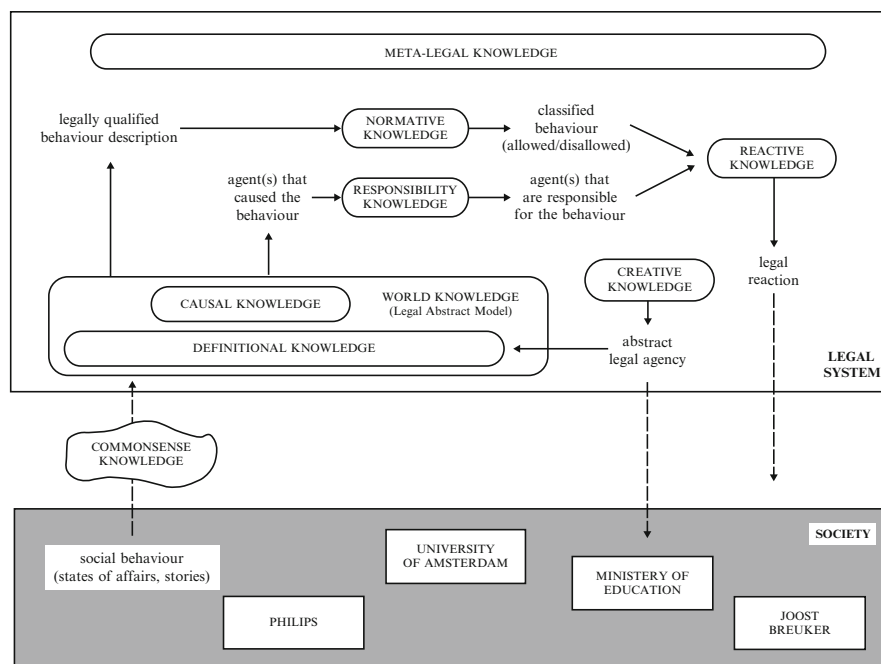 META-LEGAL KNOWLEDGE
legally qualified
behaviour description
NORMATIVE
KNOWLEDGE
classified
behaviour
(allowed/disallowed)
REACTIVE
KNOWLEDGE
agent(s) that
caused the
behaviour
RESPONSIBILITY
KNOWLEDGE
agent(s) that
are responsible
for the behaviour
CREATIVE
KNOWLEDGE
legal
reaction
CAUSAL KNOWLEDGE
WORLD KNOWLEDGE
(Legal Abstract Model)
DEFINITIONAL KNOWLEDGE
abstract
legal agency
LEGAL
SYSTEM
COMMONSENSE
KNOWLEDGE
SOCIETY
social behaviour
(states of affairs, stories)
UNIVERSITY
OF AMSTERDAM
MINISTERY OF
EDUCATION
PHILIPS
JOOST
BREUKER